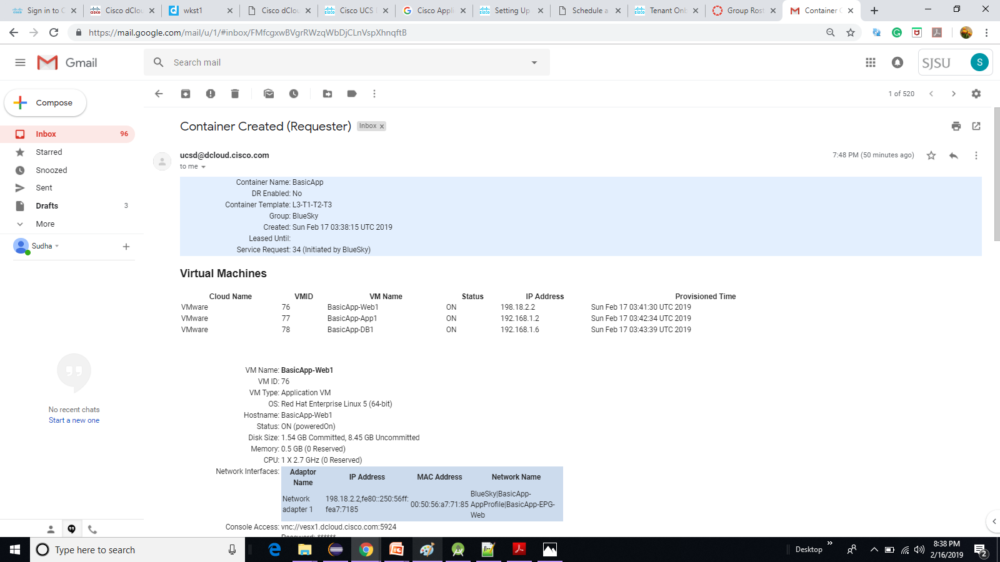 Sign in to C
Cisco dClou
wkst1
Cisco dClou
Cisco UCS
Cisco Appli
Setting Up
Schedule a
Tenant Onb
Group Rost
Container C
https://mail.google.com/mail/u/1/#inbox/FMfcgxwBVgrRWzqWbDjCLnVspXhnqftB
Gmail
Search mail
SJSU
S
Compose
1 of 520
Inbox 96
Starred
Snoozed
Sent
Drafts 3
More
Sudha
No recent chats
Start a new one
Container Created (Requester) Inbox x
ucsd@dcloud.cisco.com
7:48 PM (50 minutes ago)
to me
Container Name: BasicApp
DR Enabled: No
Container Template: L3-T1-T2-T3
Group: BlueSky
Created: Sun Feb 17 03:38:15 UTC 2019
Leased Until:
Service Request: 34 (Initiated by BlueSky)
Virtual Machines
Cloud Name VMID VM Name Status IP Address Provisioned Time
VMware 76 BasicApp-Web1 ON 198.18.2.2 Sun Feb 17 03:41:30 UTC 2019
VMware 77 BasicApp-App1 ON 192.168.1.2 Sun Feb 17 03:42:34 UTC 2019
VMware 78 BasicApp-DB1 ON 192.168.1.6 Sun Feb 17 03:43:39 UTC 2019
VM Name: BasicApp-Web1
VM ID: 76
VM Type: Application VM
OS: Red Hat Enterprise Linux 5 (64-bit)
Hostname: BasicApp-Web1
Status: ON (poweredOn)
Disk Size: 1.54 GB Committed, 8.45 GB Uncommitted
Memory: 0.5 GB (0 Reserved)
CPU: 1 X 2.7 GHz (0 Reserved)
Network Interfaces:
Adaptor Name IP Address MAC Address Network Name
Network adapter 1
198.18.2.2,fe80::250:56ff:
fea7:7185
00:50:56:a7:71:85
BlueSky|BasicApp-
AppProfile|BasicApp-EPG-
Web
Console Access: vnc://vesx1.dcloud.cisco.com:5924
Password: ******
Type here to search
Desktop
8:38 PM
2/16/2019
2